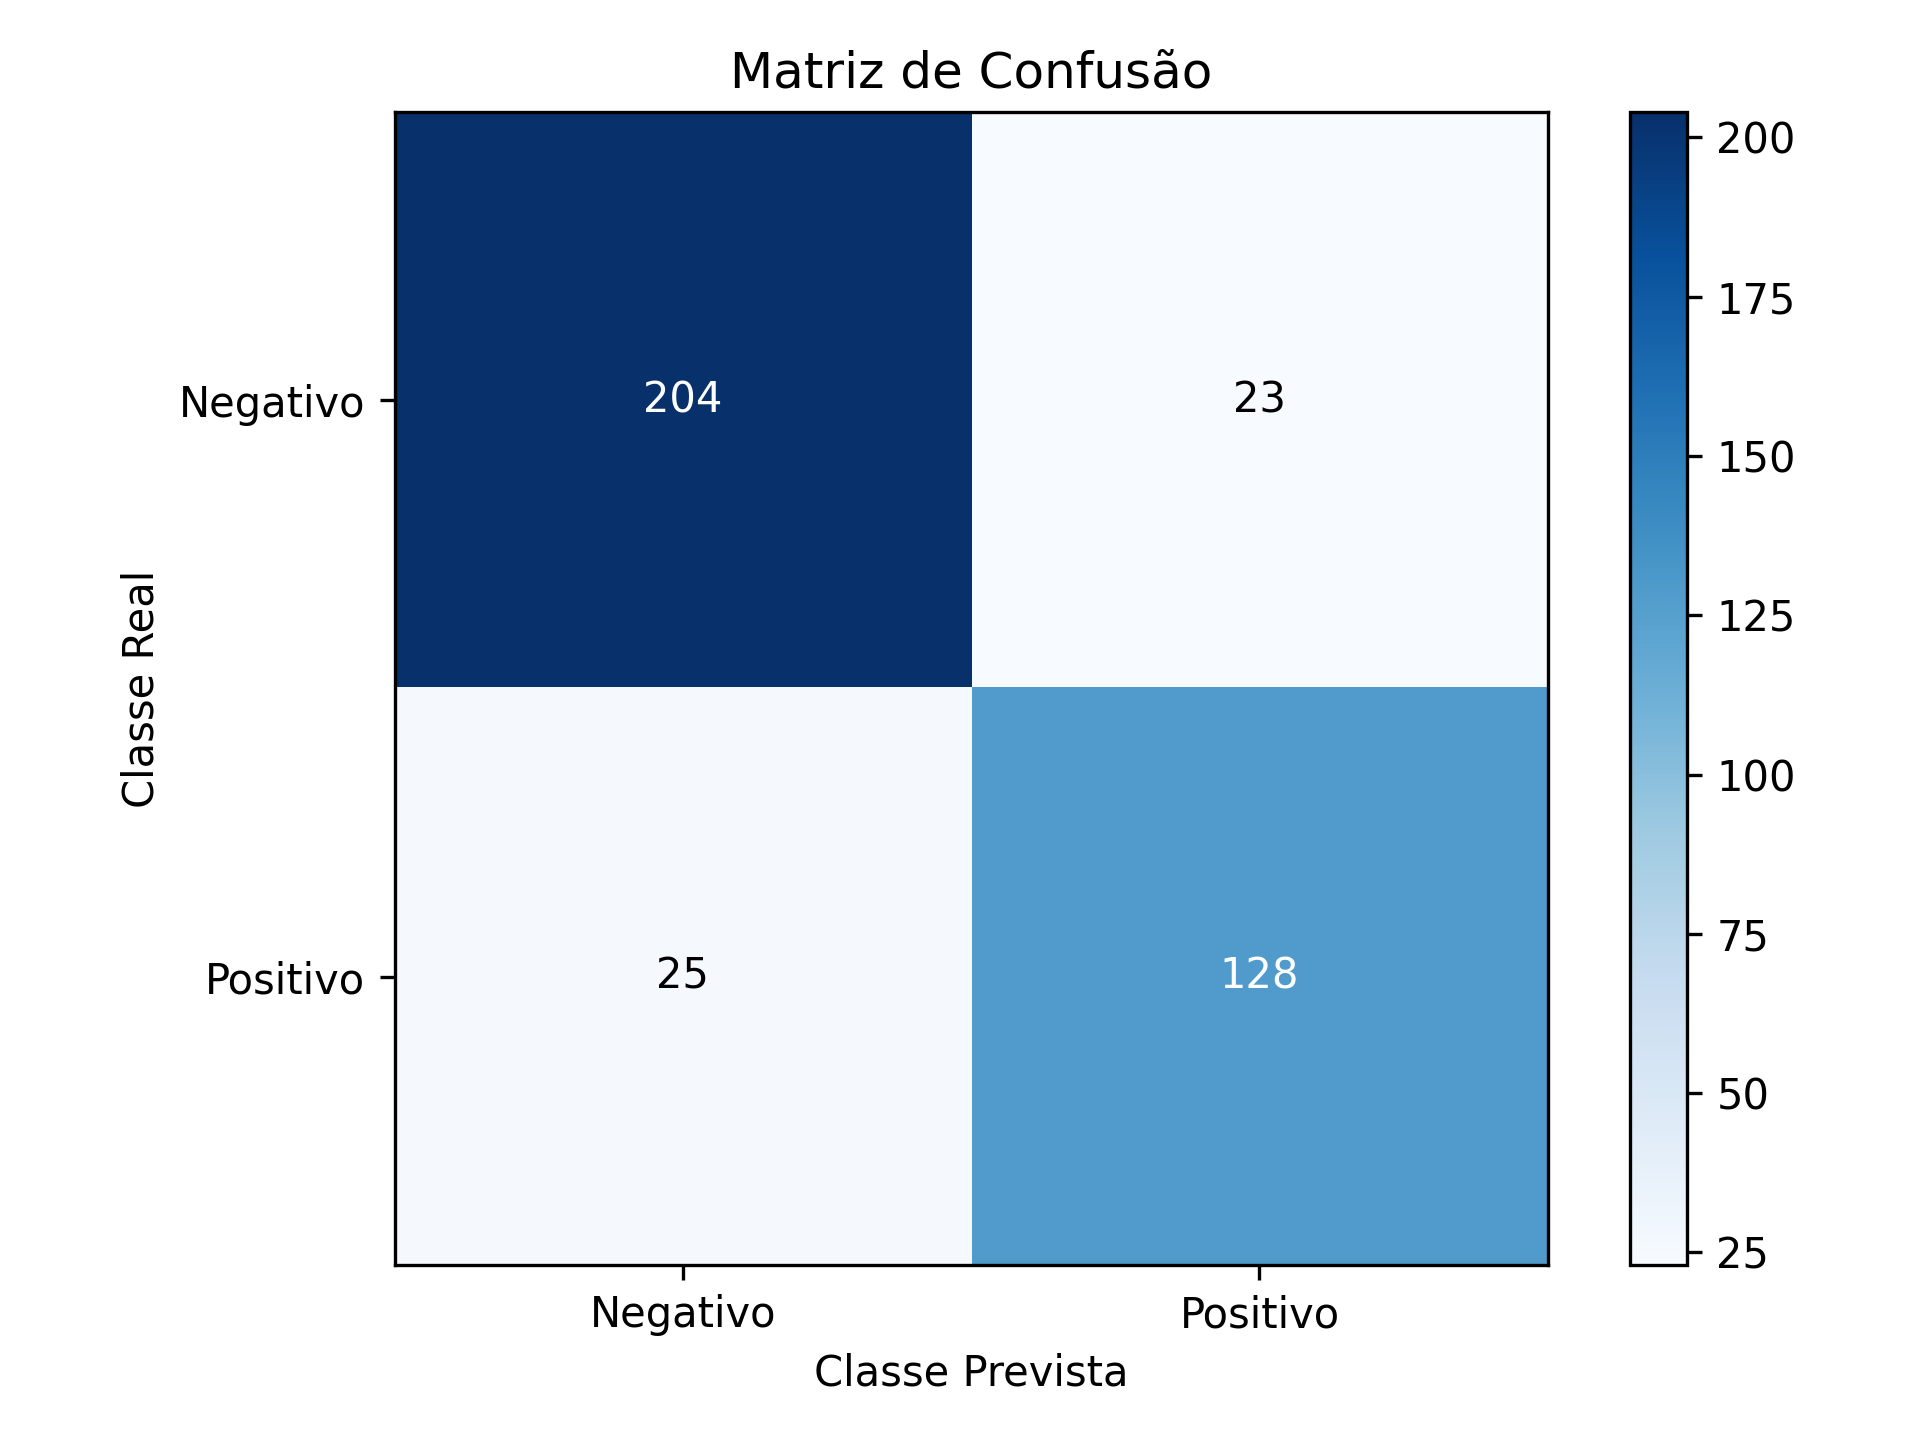 Matriz de Confusão
200
175
150
125
100
75
50
25
Classe Real
Negativo
204
23
Positivo
25
128
Negativo
Positivo
Classe Prevista